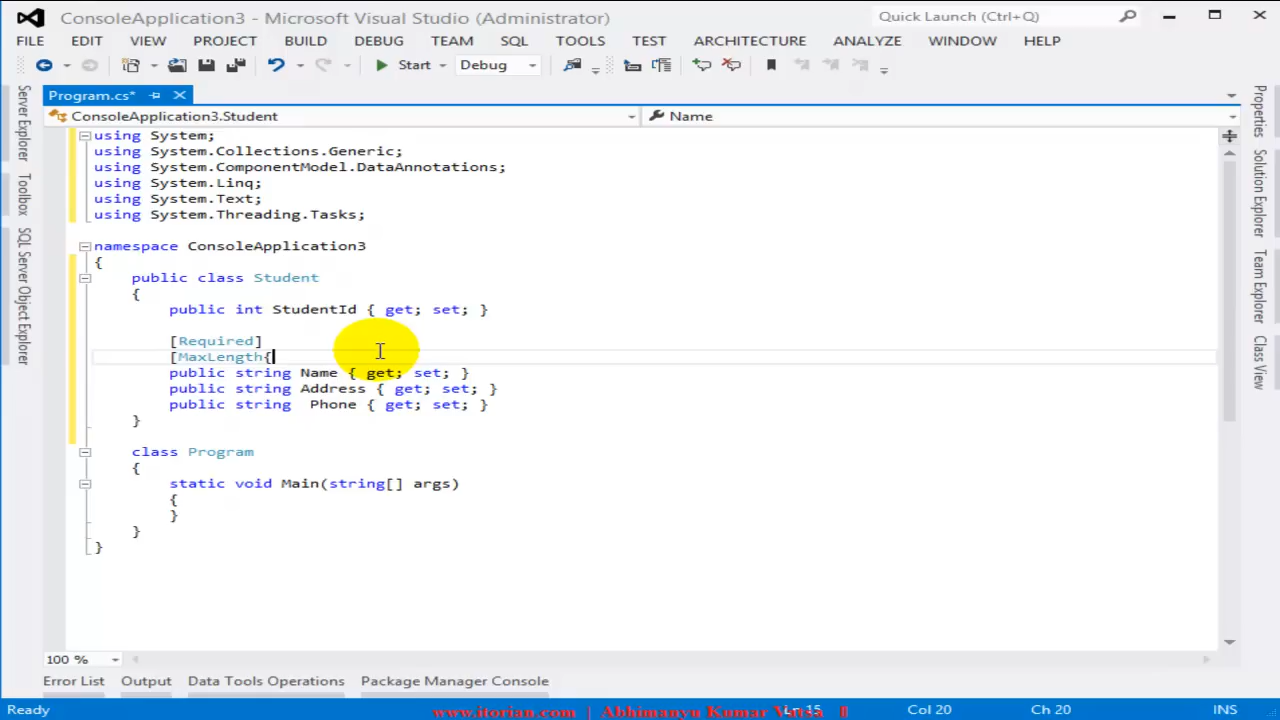 ConsoleApplication3 - Microsoft Visual Studio (Administrator)
Quick Launch (Ctrl+Q)
FILE EDIT VIEW PROJECT BUILD DEBUG TEAM SQL TOOLS TEST ARCHITECTURE ANALYZE WINDOW HELP
Start Debug
Program.cs*
ConsoleApplication3.Student Name
using System;
using System.Collections.Generic;
using System.ComponentModel.DataAnnotations;
using System.Linq;
using System.Text;
using System.Threading.Tasks;
namespace ConsoleApplication3
{
public class Student
{
public int StudentId { get; set; }
[Required]
[MaxLength{
public string Name { get; set; }
public string Address { get; set; }
public string  Phone { get; set; }
}
class Program
{
static void Main(string[] args)
{
}
}
}
Server Explorer
Toolbox
SQL Server Object Explorer
Properties
Solution Explorer
Team Explorer
Class View
100 %
Error List Output Data Tools Operations Package Manager Console
Ready Ln 15 Col 20 Ch 20 INS
www.itorian.com | Abhimanyu Kumar Vatsa